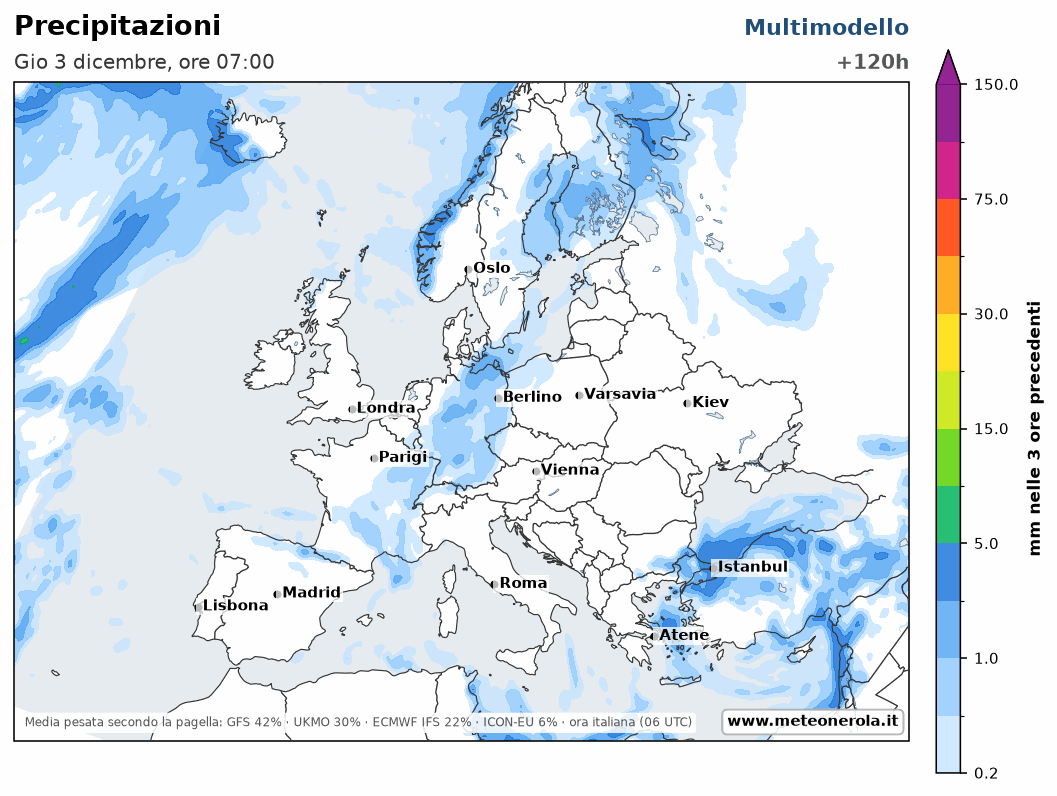 Precipitazioni
Multimodello
Gio 3 dicembre, ore 07:00
+120h
150.0
75.0
30.0
15.0
5.0
1.0
0.2
mm nelle 3 ore precedenti
Oslo
Berlino
Varsavia
Kiev
Londra
Parigi
Vienna
Istanbul
Roma
Madrid
Lisbona
Atene
Media pesata secondo la pagella: GFS 42% · UKMO 30% · ECMWF IFS 22% · ICON-EU 6% · ora italiana (06 UTC)
www.meteonerola.it